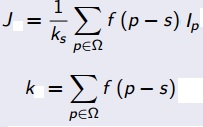 J = 1/k_s ∑_{p∈Ω} f (p − s) I_p
k = ∑_{p∈Ω} f (p − s)